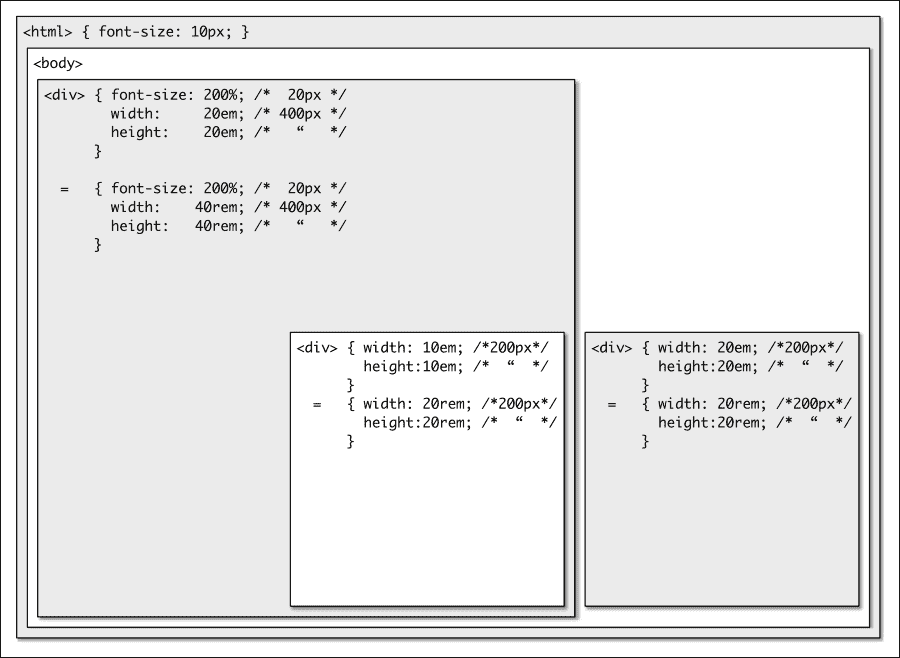 <html> { font-size: 10px; }
<body>
<div> { font-size: 200%; /*  20px */
        width:     20em; /* 400px */
        height:    20em; /*   “   */
      }
  =   { font-size: 200%; /*  20px */
        width:    40rem; /* 400px */
        height:   40rem; /*   “   */
      }
<div> { width: 10em; /*200px*/
        height:10em; /*  “  */
      }
  =   { width: 20rem; /*200px*/
        height:20rem; /*  “  */
      }
<div> { width: 20em; /*200px*/
        height:20em; /*  “  */
      }
  =   { width: 20rem; /*200px*/
        height:20rem; /*  “  */
      }